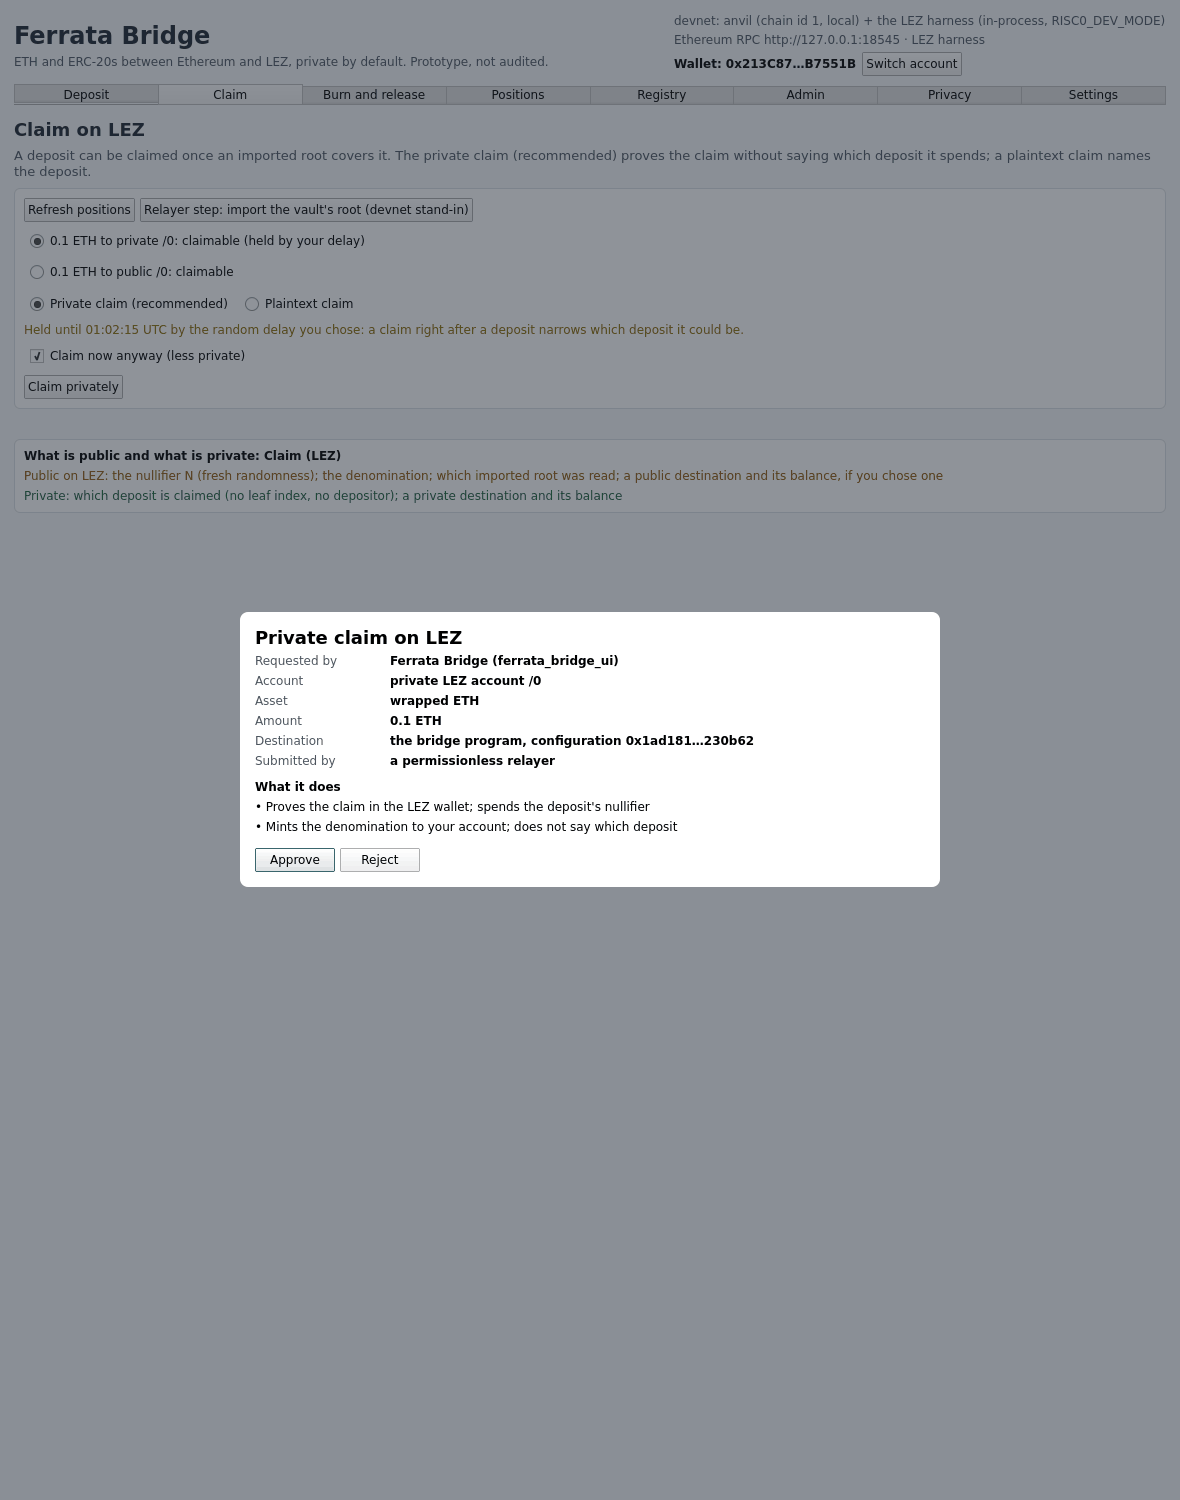 Ferrata Bridge
ETH and ERC-20s between Ethereum and LEZ, private by default. Prototype, not audited.
devnet: anvil (chain id 1, local) + the LEZ harness (in-process, RISC0_DEV_MODE)
Ethereum RPC http://127.0.0.1:18545 · LEZ harness
Wallet: 0x213C87…B7551B Switch account
Deposit Claim Burn and release Positions Registry Admin Privacy Settings
Claim on LEZ
A deposit can be claimed once an imported root covers it. The private claim (recommended) proves the claim without saying which deposit it spends; a plaintext claim names
the deposit.
Refresh positions Relayer step: import the vault's root (devnet stand-in)
0.1 ETH to private /0: claimable (held by your delay)
0.1 ETH to public /0: claimable
Private claim (recommended) Plaintext claim
Held until 01:02:15 UTC by the random delay you chose: a claim right after a deposit narrows which deposit it could be.
Claim now anyway (less private)
Claim privately
What is public and what is private: Claim (LEZ)
Public on LEZ: the nullifier N (fresh randomness); the denomination; which imported root was read; a public destination and its balance, if you chose one
Private: which deposit is claimed (no leaf index, no depositor); a private destination and its balance
Private claim on LEZ
Requested by Ferrata Bridge (ferrata_bridge_ui)
Account private LEZ account /0
Asset wrapped ETH
Amount 0.1 ETH
Destination the bridge program, configuration 0x1ad181…230b62
Submitted by a permissionless relayer
What it does
• Proves the claim in the LEZ wallet; spends the deposit's nullifier
• Mints the denomination to your account; does not say which deposit
Approve Reject